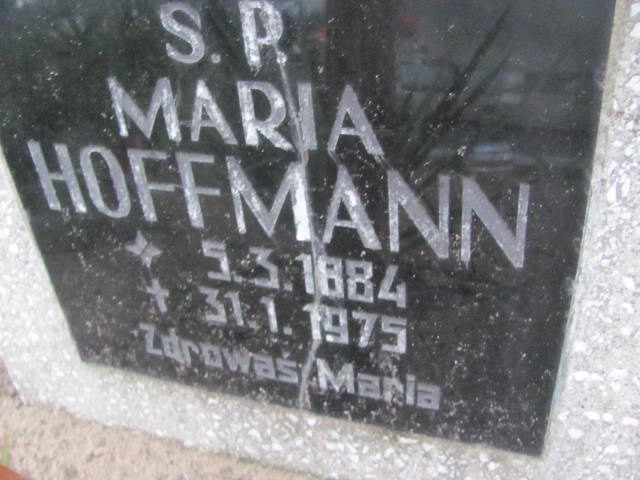 S. P.
MARIA
HOFFMANN
5.3.1884
31.1.1975
Zdrowaś Maria